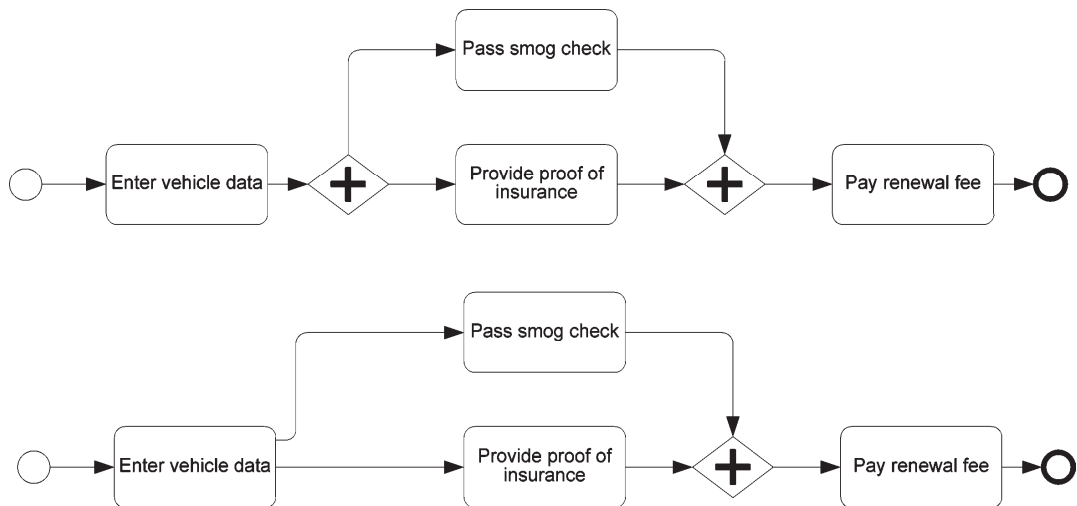 Pass smog check
Enter vehicle data
Provide proof of
insurance
Pay renewal fee
Pass smog check
Enter vehicle data
Provide proof of
insurance
Pay renewal fee